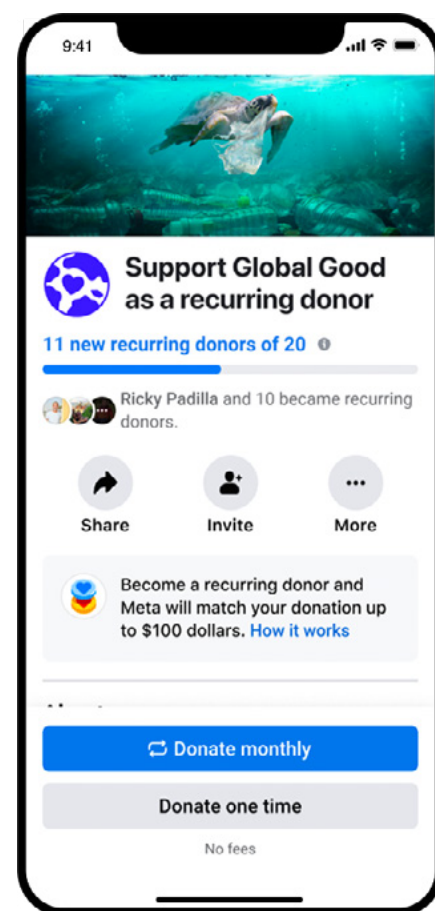 9:41
Support Global Good
as a recurring donor
11 new recurring donors of 20
Ricky Padilla and 10 became recurring
donors.
Share Invite More
Become a recurring donor and
Meta will match your donation up
to $100 dollars. How it works
Donate monthly
Donate one time
No fees